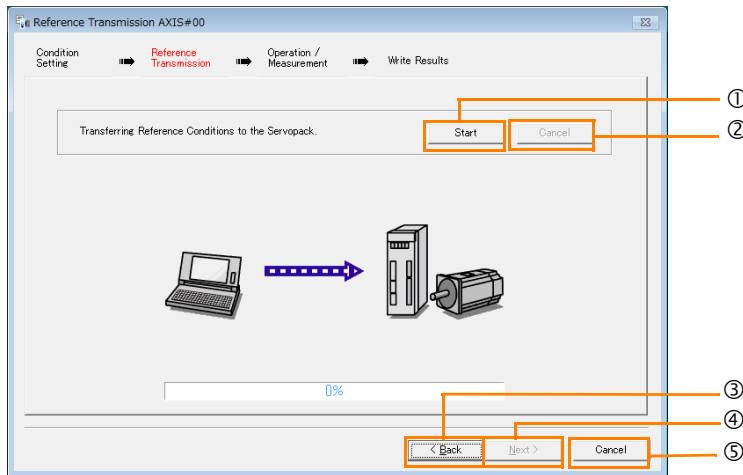 Reference Transmission AXIS#00
Condition
Setting
Reference
Transmission
Operation /
Measurement
Write Results
①
Transferring Reference Conditions to the Servopack.
Start
Cancel
②
0%
③
④
< Back
Next >
Cancel
⑤